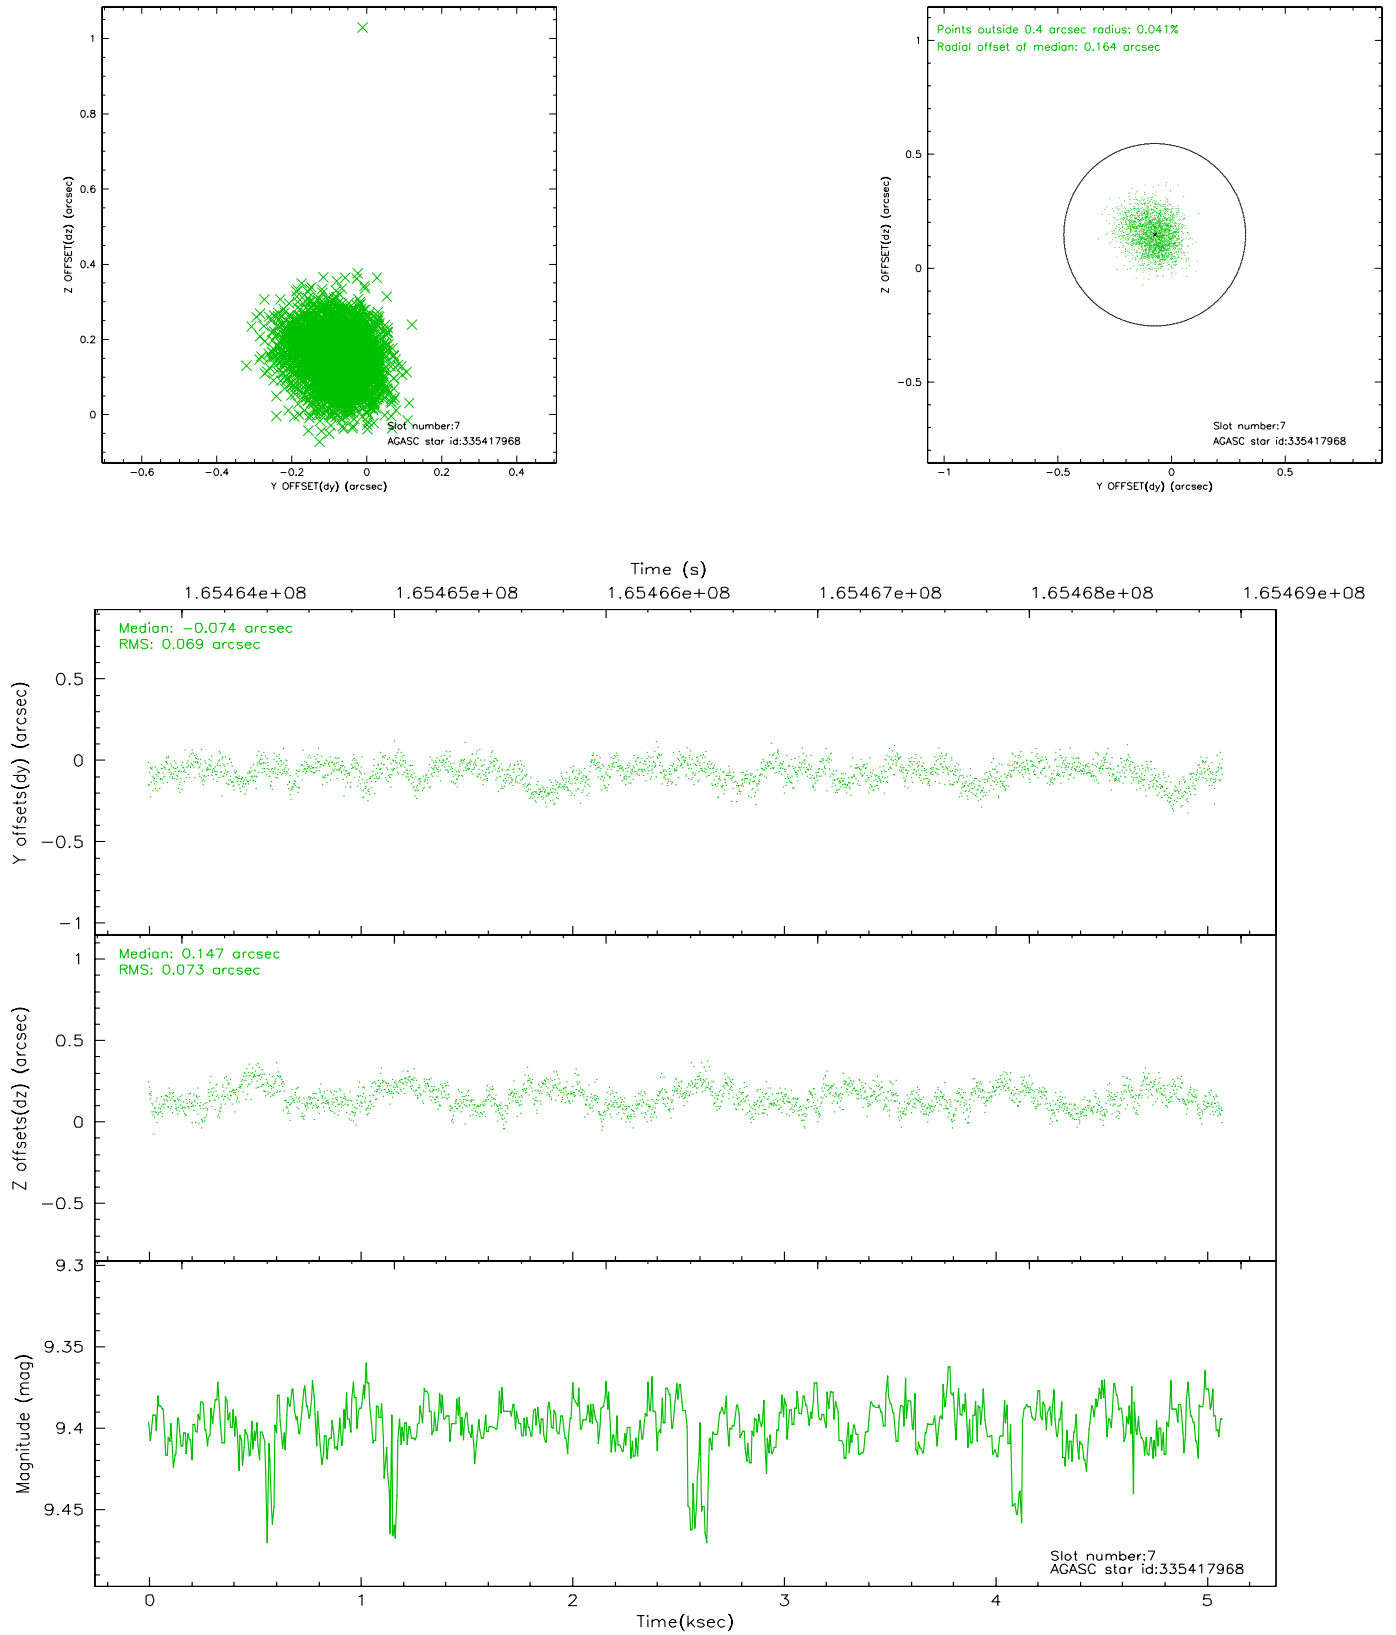 1
0.8
0.6
0.4
0.2
0
−0.6
−0.4
−0.2
0
0.2
0.4
Z OFFSET(dz) (arcsec)
Y OFFSET(dy) (arcsec)
Slot number:7
AGASC star id:335417968
Points outside 0.4 arcsec radius: 0.041%
Radial offset of median: 0.164 arcsec
1
0.5
0
−0.5
−1
−0.5
0
0.5
Z OFFSET(dz) (arcsec)
Y OFFSET(dy) (arcsec)
Slot number:7
AGASC star id:335417968
Time (s)
1.65464e+08
1.65465e+08
1.65466e+08
1.65467e+08
1.65468e+08
1.65469e+08
Median: −0.074 arcsec
RMS: 0.069 arcsec
0.5
0
−0.5
−1
Y offsets(dy) (arcsec)
Median: 0.147 arcsec
RMS: 0.073 arcsec
1
0.5
0
−0.5
Z offsets(dz) (arcsec)
9.3
9.35
9.4
9.45
Magnitude (mag)
Slot number:7
AGASC star id:335417968
0
1
2
3
4
5
Time(ksec)